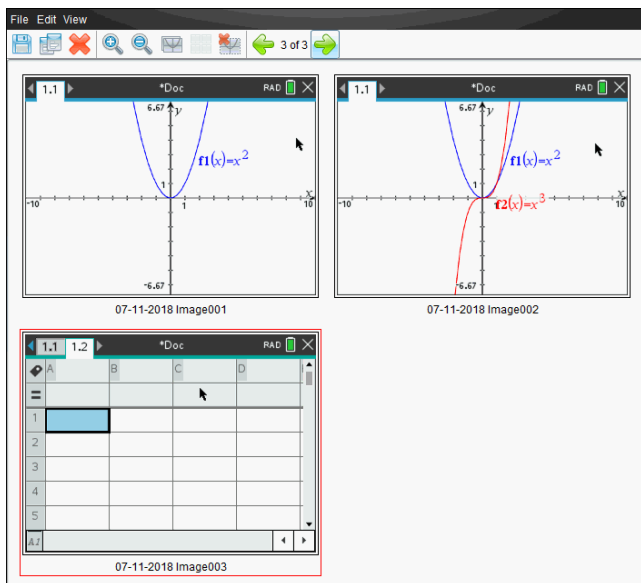 File Edit View
3 of 3
1.1 *Doc RAD
6.67 y
f1(x)=x²
1
x
-10 1 10
-6.67
07-11-2018 Image001
1.1 *Doc RAD
6.67 y
f1(x)=x²
1
x
-10 1 f2(x)=x³ 10
-6.67
07-11-2018 Image002
1.1 1.2 *Doc RAD
A B C D
=
1
2
3
4
5
A1
07-11-2018 Image003